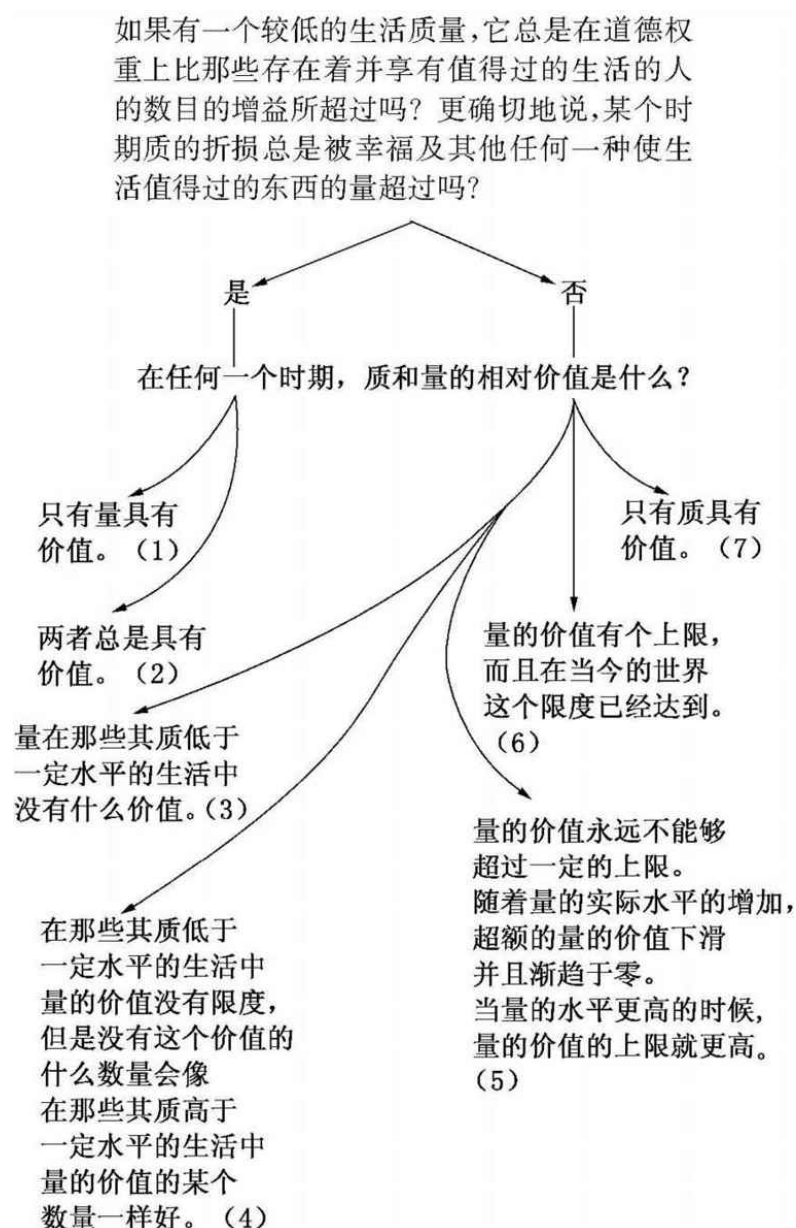 如果有一个较低的生活质量,它总是在道德权
重上比那些存在着并享有值得过的生活的人
的数目的增益所超过吗? 更确切地说,某个时
期质的折损总是被幸福及其他任何一种使生
活值得过的东西的量超过吗?
是
否
在任何一个时期，质和量的相对价值是什么？
只有量具有
价值。（1）
两者总是具有
价值。（2）
量在那些其质低于
一定水平的生活中
没有什么价值。（3）
在那些其质低于
一定水平的生活中
量的价值没有限度，
但是没有这个价值的
什么数量会像
在那些其质高于
一定水平的生活中
量的价值的某个
数量一样好。（4）
量的价值永远不能够
超过一定的上限。
随着量的实际水平的增加，
超额的量的价值下滑
并且渐趋于零。
当量的水平更高的时候，
量的价值的上限就更高。
（5）
量的价值有个上限，
而且在当今的世界
这个限度已经达到。
（6）
只有质具有
价值。（7）